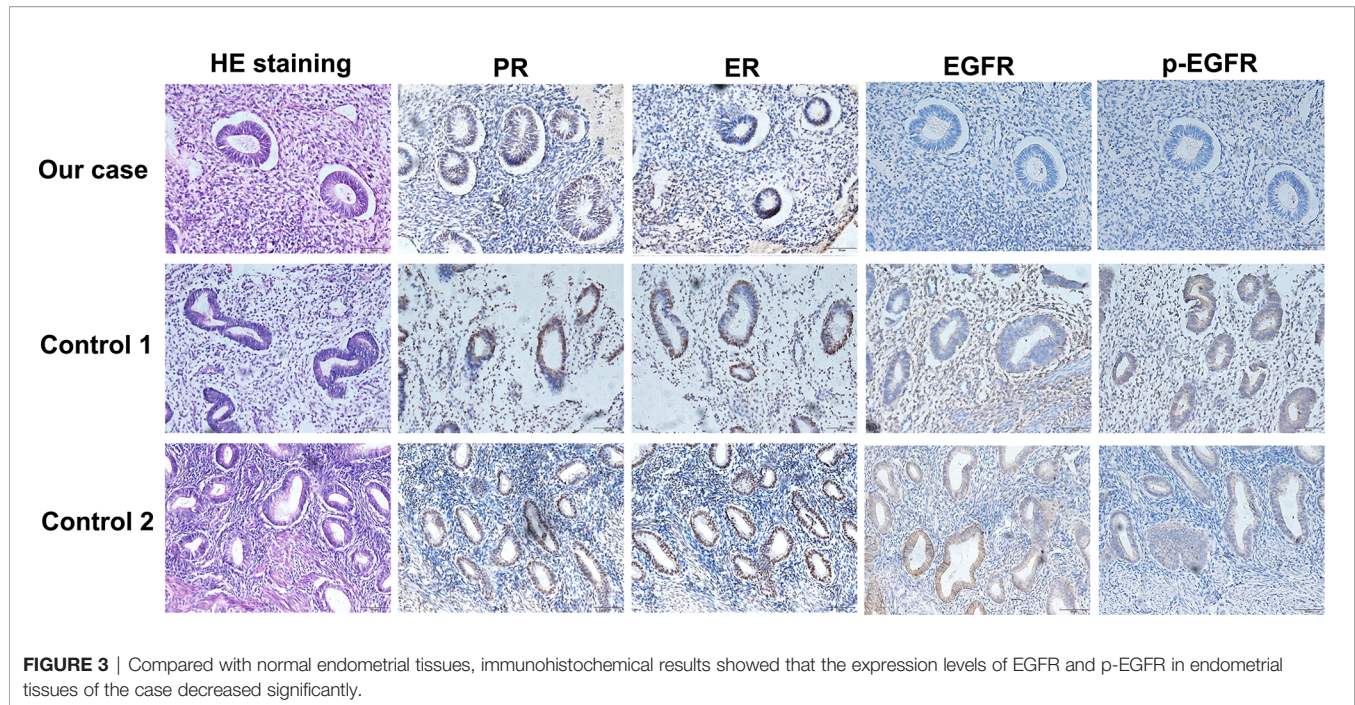 HE staining PR ER EGFR p-EGFR
Our case
Control 1
Control 2
FIGURE 3 | Compared with normal endometrial tissues, immunohistochemical results showed that the expression levels of EGFR and p-EGFR in endometrial
tissues of the case decreased significantly.